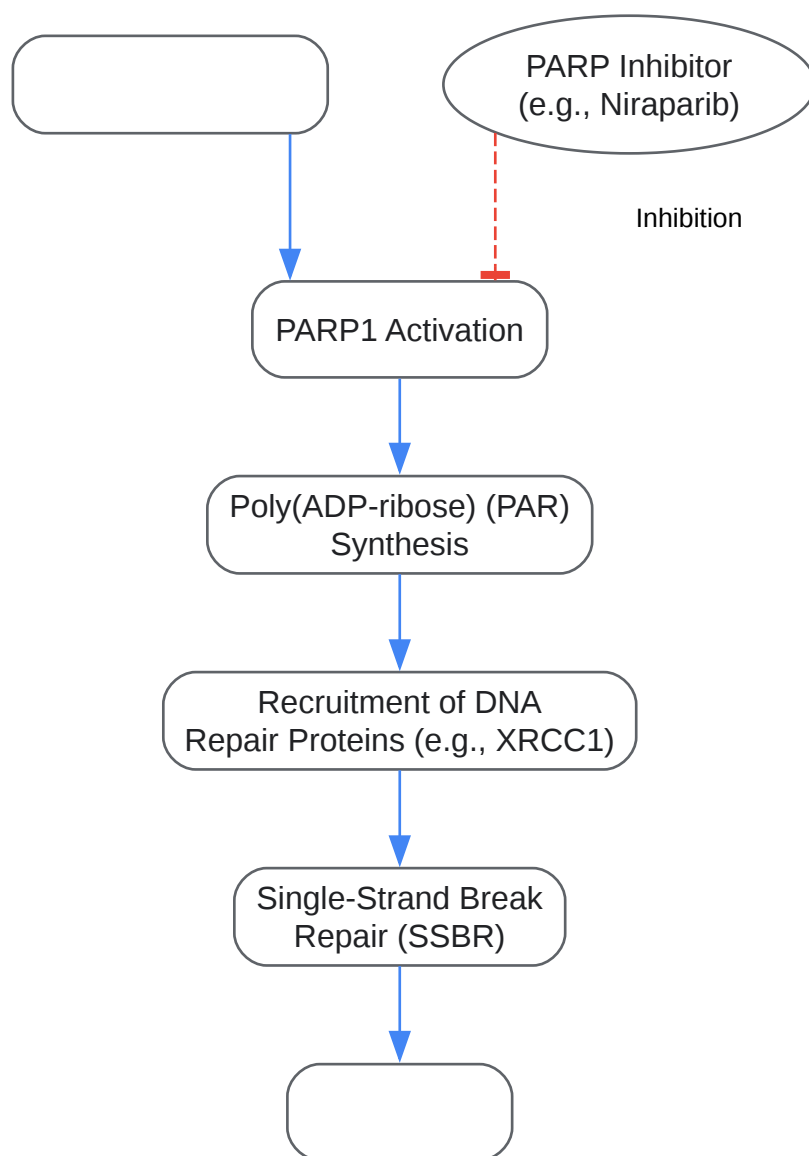 PARP Inhibitor
(e.g., Niraparib)
Inhibition
PARP1 Activation
Poly(ADP-ribose) (PAR)
Synthesis
Recruitment of DNA
Repair Proteins (e.g., XRCC1)
Single-Strand Break
Repair (SSBR)